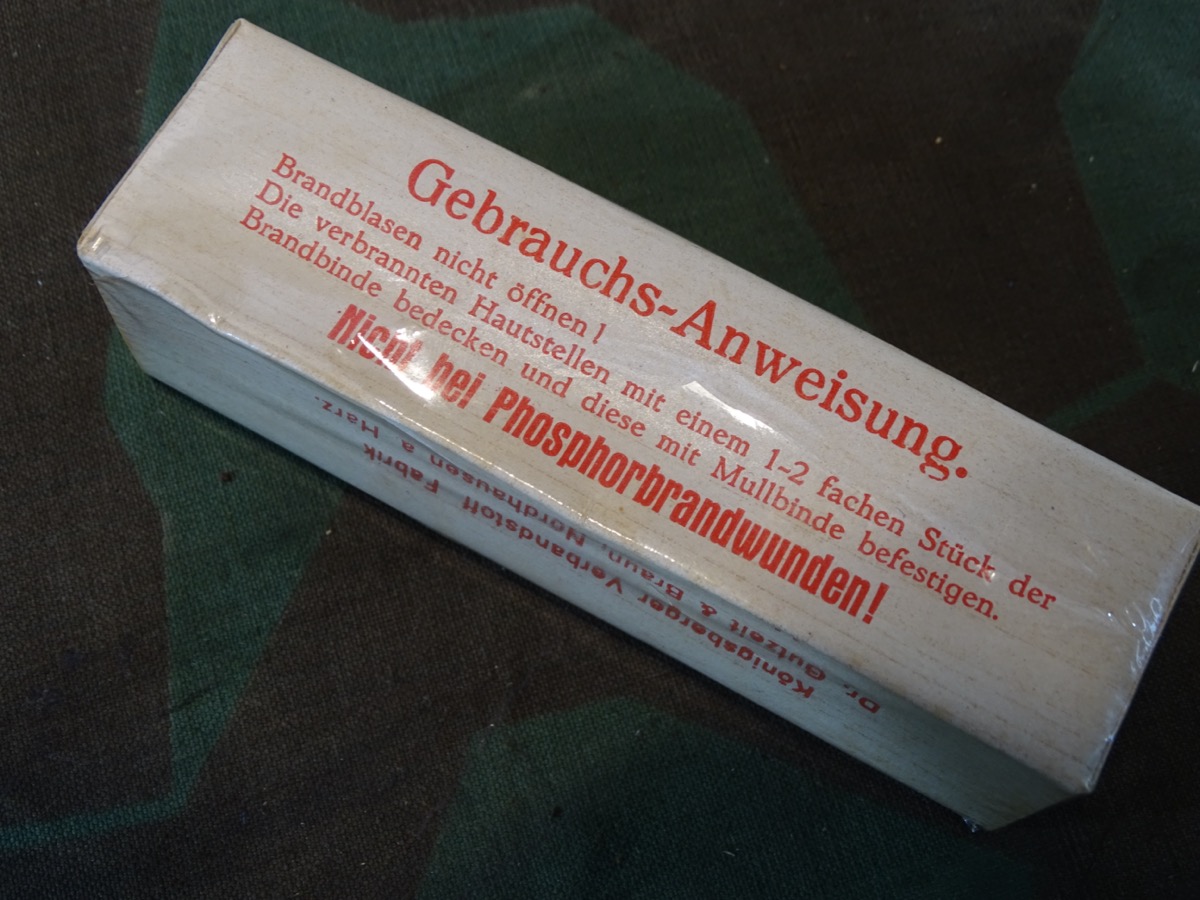 Gebrauchs-Anweisung.
Brandblasen nicht öffnen!
Die verbrannten Hautstellen mit einem 1-2 fachen Stück der
Brandbinde bedecken und diese mit Mullbinde befestigen.
Nicht bei Phosphorbrandwunden!
Königsberger Verbandstoff Fabrik
Dr. Gutzeit & Braun, Nordhausen a Harz.